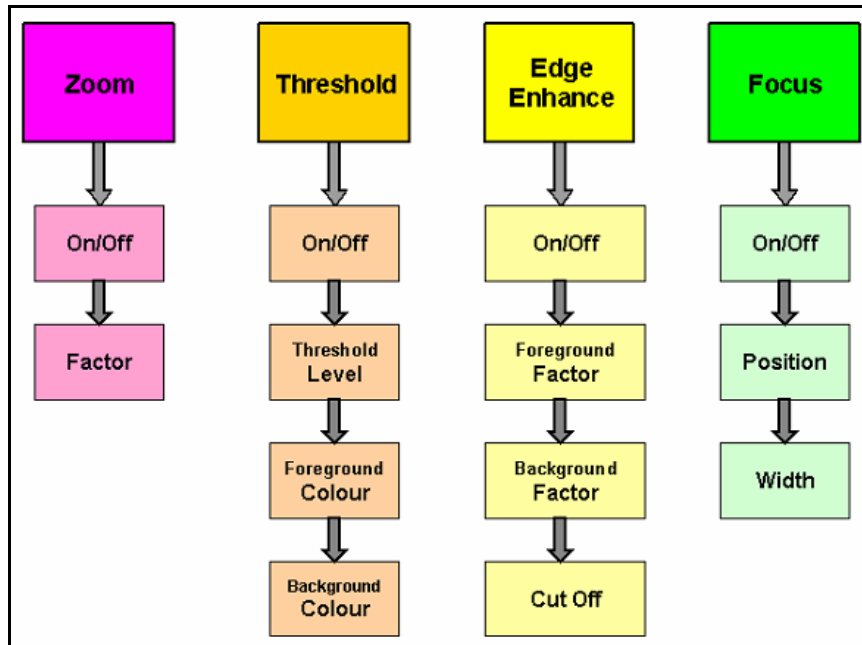 Zoom
On/Off
Factor
Threshold
On/Off
Threshold
Level
Foreground
Colour
Background
Colour
Edge
Enhance
On/Off
Foreground
Factor
Background
Factor
Cut Off
Focus
On/Off
Position
Width